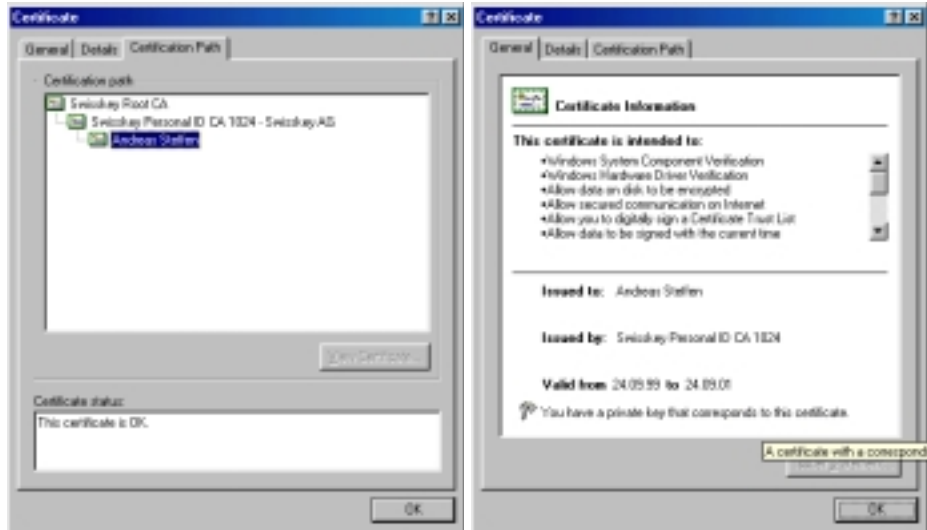 Certificate
General
Details
Certification Path
Certification path
Swisskey Root CA
Swisskey Personal ID CA 1024 - Swisskey AG
Andreas Steffen
View Certificate...
Certificate status:
This certificate is OK.
OK
Certificate
General
Details
Certification Path
Certificate Information
This certificate is intended to:
•Windows System Component Verification
•Windows Hardware Driver Verification
•Allow data on disk to be encrypted
•Allow secured communication on Internet
•Allow you to digitally sign a Certificate Trust List
•Allow data to be signed with the current time
Issued to: Andreas Steffen
Issued by: Swisskey Personal ID CA 1024
Valid from 24.09.99 to 24.09.01
You have a private key that corresponds to this certificate.
A certificate with a correspond
OK